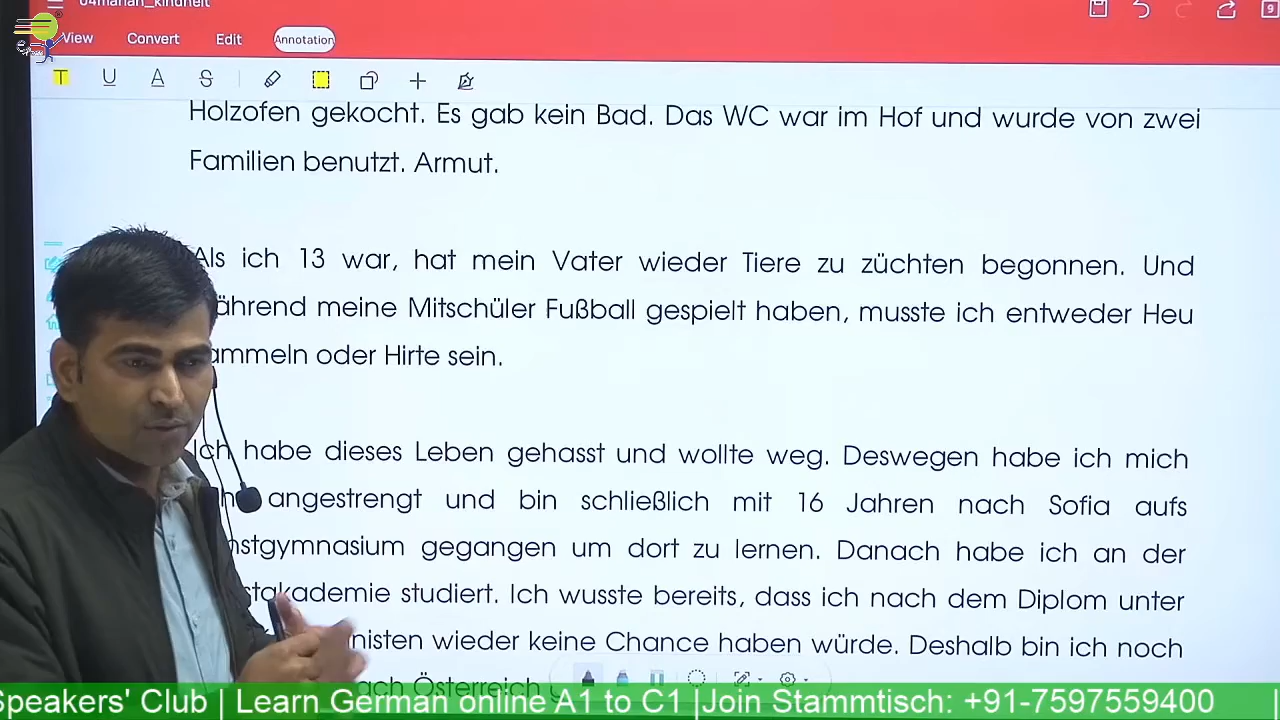 View Convert Edit Annotation
9
T U A S
Holzofen gekocht. Es gab kein Bad. Das WC war im Hof und wurde von zwei
Familien benutzt. Armut.
Als ich 13 war, hat mein Vater wieder Tiere zu züchten begonnen. Und
ährend meine Mitschüler Fußball gespielt haben, musste ich entweder Heu
ammeln oder Hirte sein.
Ich habe dieses Leben gehasst und wollte weg. Deswegen habe ich mich
angestrengt und bin schließlich mit 16 Jahren nach Sofia aufs
nstgymnasium gegangen um dort zu lernen. Danach habe ich an der
stakademie studiert. Ich wusste bereits, dass ich nach dem Diplom unter
nisten wieder keine Chance haben würde. Deshalb bin ich noch
ach Österreich
Speakers' Club | Learn German online A1 to C1 |Join Stammtisch: +91-7597559400 |